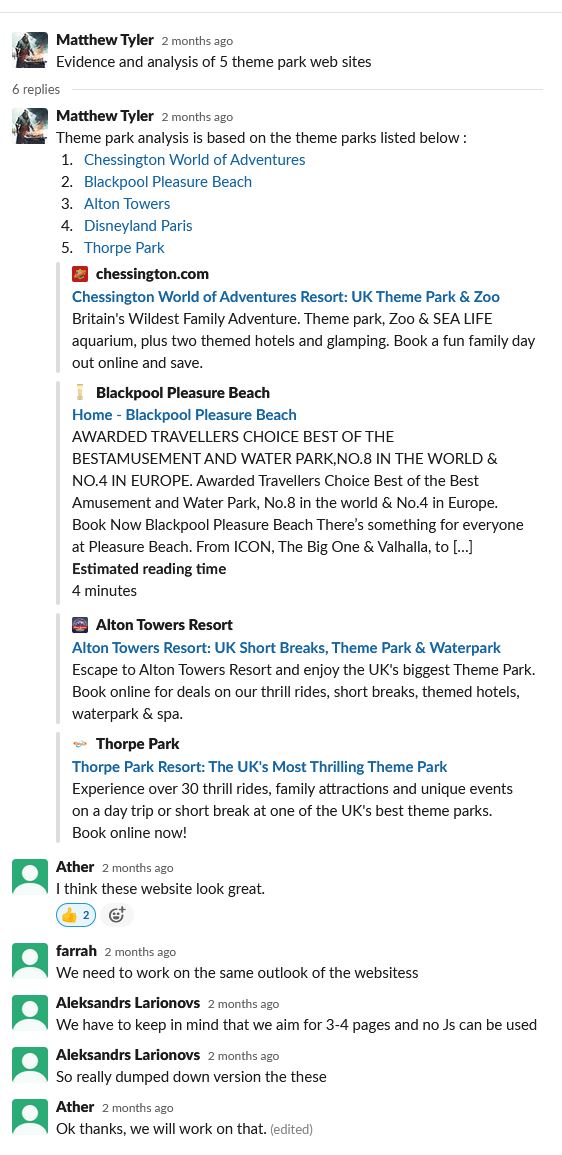 Matthew Tyler 2 months ago
Evidence and analysis of 5 theme park web sites
6 replies
Matthew Tyler 2 months ago
Theme park analysis is based on the theme parks listed below :
1. Chessington World of Adventures
2. Blackpool Pleasure Beach
3. Alton Towers
4. Disneyland Paris
5. Thorpe Park
chessington.com
Chessington World of Adventures Resort: UK Theme Park & Zoo
Britain's Wildest Family Adventure. Theme park, Zoo & SEA LIFE
aquarium, plus two themed hotels and glamping. Book a fun family day
out online and save.
Blackpool Pleasure Beach
Home - Blackpool Pleasure Beach
AWARDED TRAVELLERS CHOICE BEST OF THE
BESTAMUSEMENT AND WATER PARK,NO.8 IN THE WORLD &
NO.4 IN EUROPE. Awarded Travellers Choice Best of the Best
Amusement and Water Park, No.8 in the world & No.4 in Europe.
Book Now Blackpool Pleasure Beach There’s something for everyone
at Pleasure Beach. From ICON, The Big One & Valhalla, to [...]
Estimated reading time
4 minutes
Alton Towers Resort
Alton Towers Resort: UK Short Breaks, Theme Park & Waterpark
Escape to Alton Towers Resort and enjoy the UK's biggest Theme Park.
Book online for deals on our thrill rides, short breaks, themed hotels,
waterpark & spa.
Thorpe Park
Thorpe Park Resort: The UK's Most Thrilling Theme Park
Experience over 30 thrill rides, family attractions and unique events
on a day trip or short break at one of the UK's best theme parks.
Book online now!
Ather 2 months ago
I think these website look great.
2
farrah 2 months ago
We need to work on the same outlook of the websitess
Aleksandrs Larionovs 2 months ago
We have to keep in mind that we aim for 3-4 pages and no Js can be used
Aleksandrs Larionovs 2 months ago
So really dumped down version the these
Ather 2 months ago
Ok thanks, we will work on that. (edited)